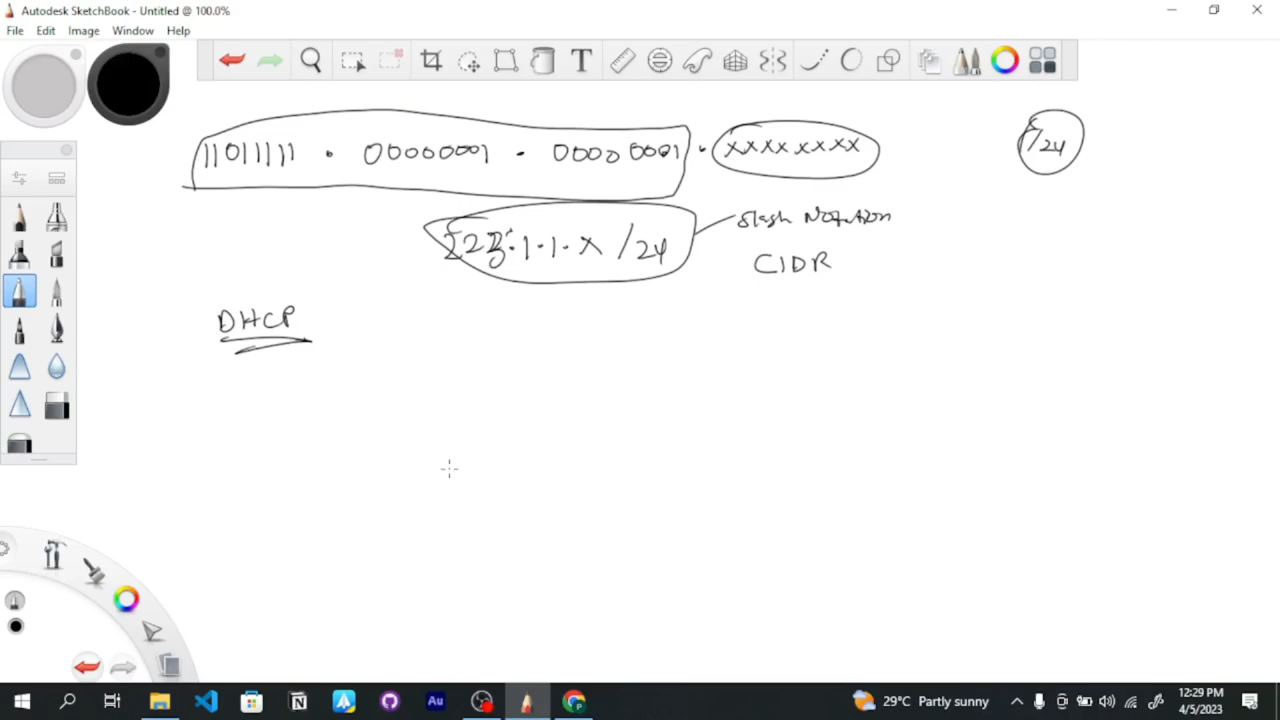 Autodesk SketchBook - Untitled @ 100.0%
File Edit Image Window Help
11011111 . 00000001 . 00000001 . xxxxxxxx /24
223.1.1.x /24
Slash Notation
CIDR
DHCP
29°C Partly sunny
12:29 PM
4/5/2023